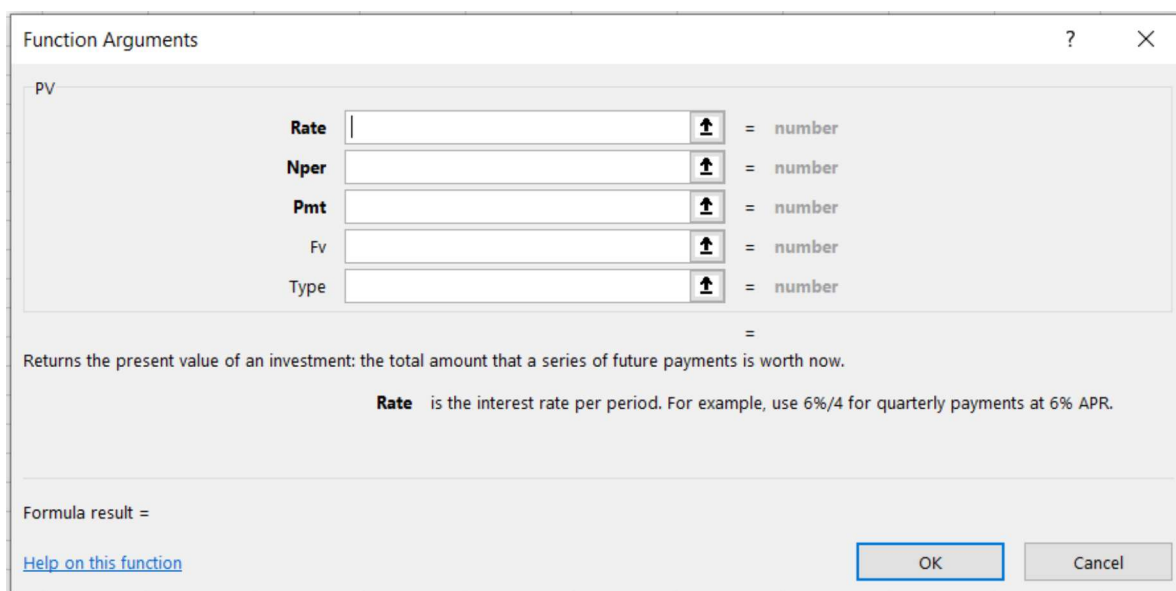 Function Arguments ? ×
PV
Rate = number
Nper = number
Pmt = number
Fv = number
Type = number
=
Returns the present value of an investment: the total amount that a series of future payments is worth now.
Rate is the interest rate per period. For example, use 6%/4 for quarterly payments at 6% APR.
Formula result =
Help on this function OK Cancel